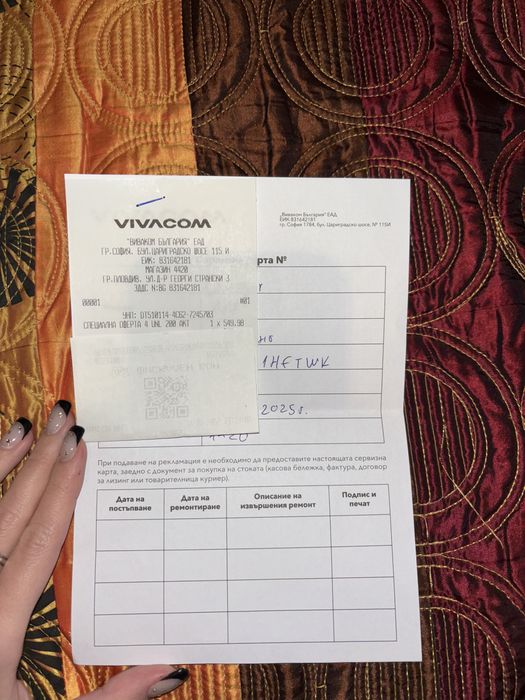 VIVACOM
"ВИВАКОМ БЪЛГАРИЯ" ЕАД
ГР.СОФИЯ, БУЛ.ЦАРИГРАДСКО ШОСЕ 115 И
ЕИК: 831642181
МАГАЗИН 4420
ГР.ПЛОВДИВ, УЛ.Д-Р ГЕОРГИ СТРАНСКИ 3
ЗДДС N:BG 831642181
00001 #01
УНП: DT510114-4C62-7245703
СПЕЦИАЛНА ОФЕРТА 4 UNL 200 АКТ 1 x 549.98
"Виваком България" ЕАД
ЕИК 831642181
гр. София 1784, бул. Цариградско шосе, № 115И
рта №
1HFTWK
2025г.
4420
При подаване на рекламация е необходимо да предоставите настоящата сервизна
карта, заедно с документ за покупка на стоката (касова бележка, фактура, договор
за лизинг или товарителница куриер).
Дата на постъпване Дата на ремонтиране Описание на извършения ремонт Подпис и печат